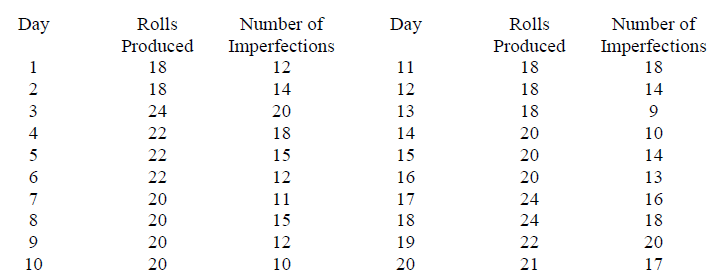 Day Rolls Number of Day Rolls Number of
Produced Imperfections Produced Imperfections
1 18 12 11 18 18
2 18 14 12 18 14
3 24 20 13 18 9
4 22 18 14 20 10
5 22 15 15 20 14
6 22 12 16 20 13
7 20 11 17 24 16
8 20 15 18 24 18
9 20 12 19 22 20
10 20 10 20 21 17